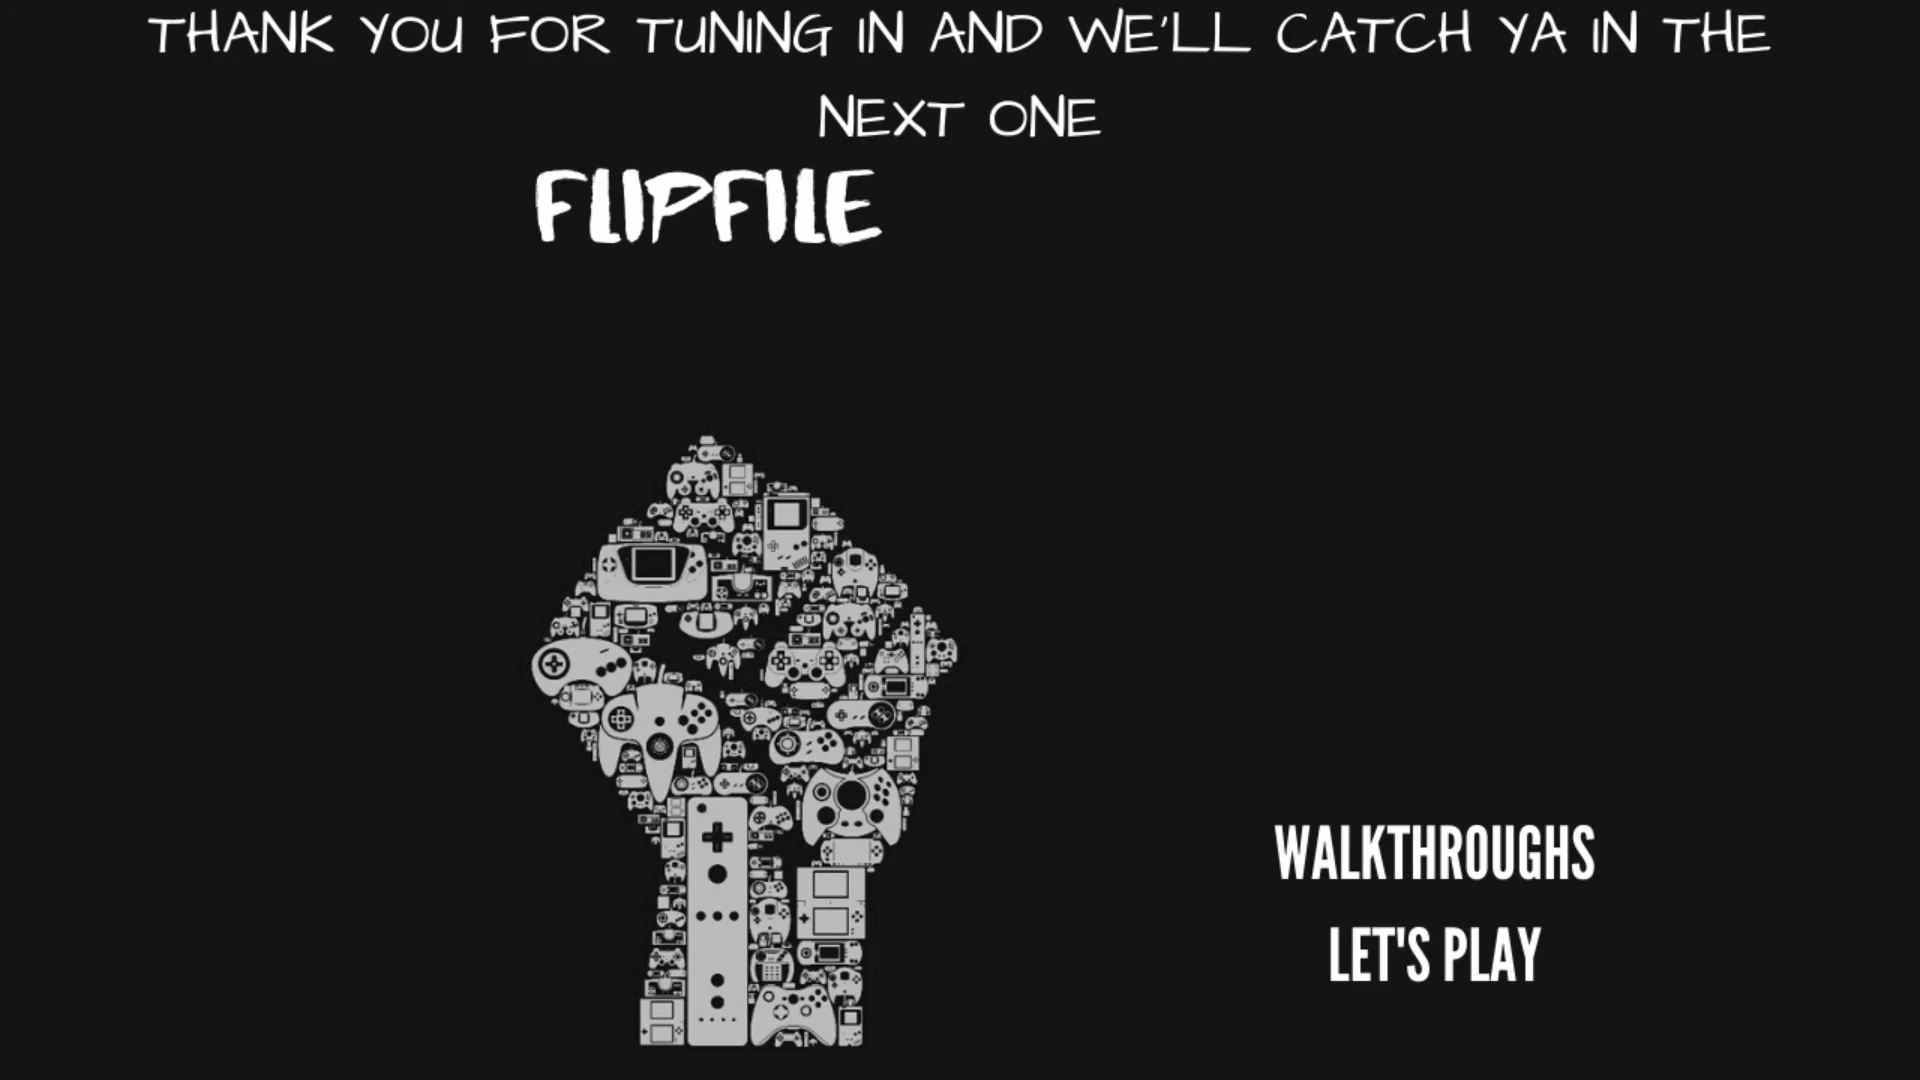 THANK YOU FOR TUNING IN AND WE'LL CATCH YA IN THE
NEXT ONE
FLIPFILE
WALKTHROUGHS
LET'S PLAY